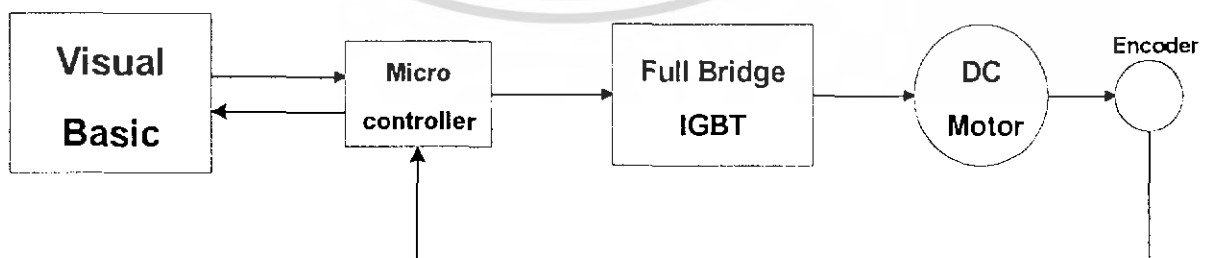 Visual
Basic
Micro
controller
Full Bridge
IGBT
DC
Motor
Encoder